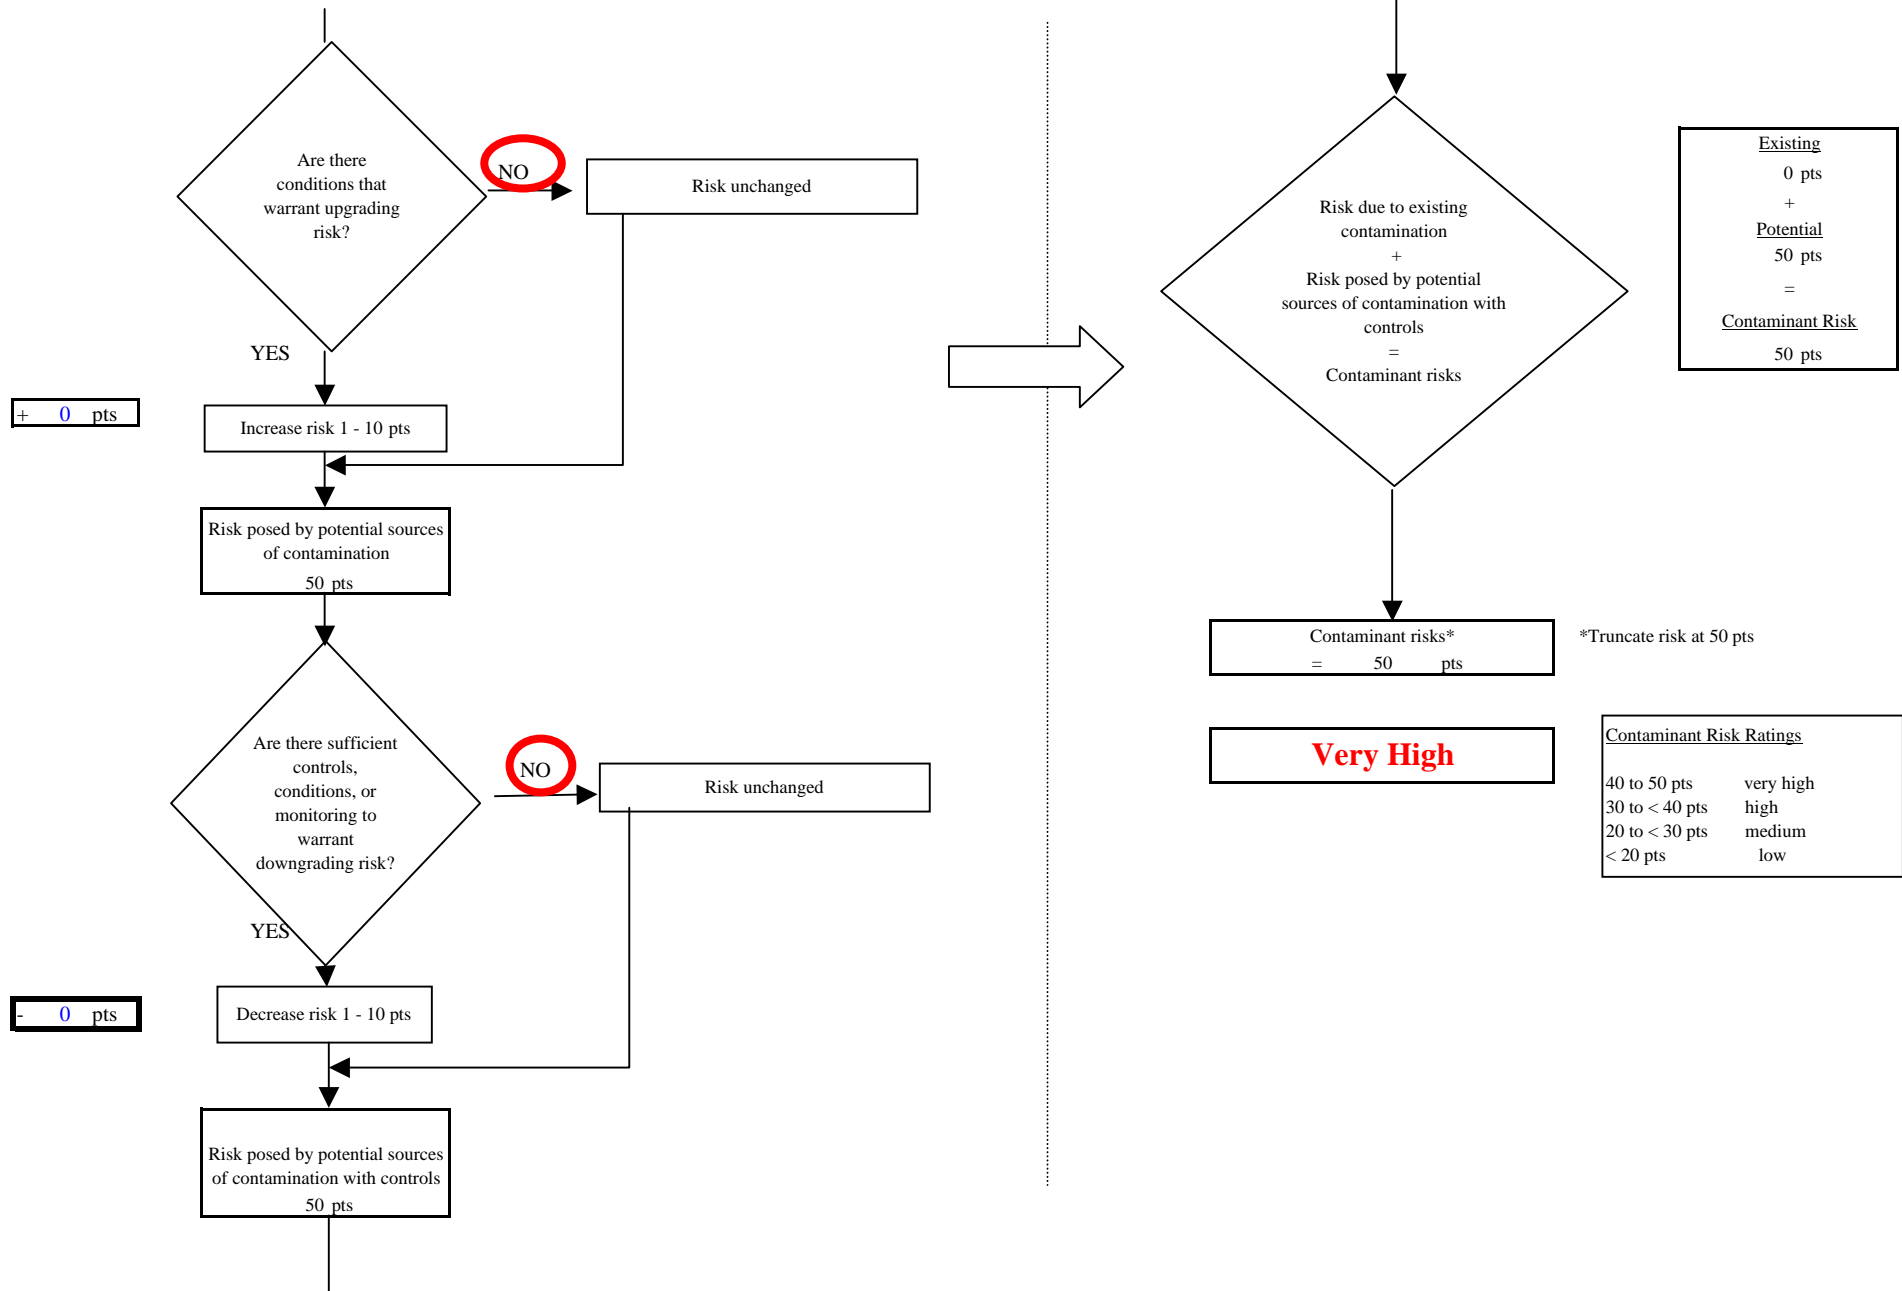 Are there
conditions that
warrant upgrading
risk?
NO
Risk unchanged
YES
+ 0 pts
Increase risk 1 - 10 pts
Risk posed by potential sources
of contamination
50 pts
Are there sufficient
controls,
conditions, or
monitoring to
warrant
downgrading risk?
NO
Risk unchanged
YES
- 0 pts
Decrease risk 1 - 10 pts
Risk posed by potential sources
of contamination with controls
50 pts
Risk due to existing
contamination
+
Risk posed by potential
sources of contamination with
controls
=
Contaminant risks
Existing
0 pts
+
Potential
50 pts
=
Contaminant Risk
50 pts
Contaminant risks*
= 50 pts
*Truncate risk at 50 pts
Very High
Contaminant Risk Ratings
40 to 50 pts very high
30 to < 40 pts high
20 to < 30 pts medium
< 20 pts low